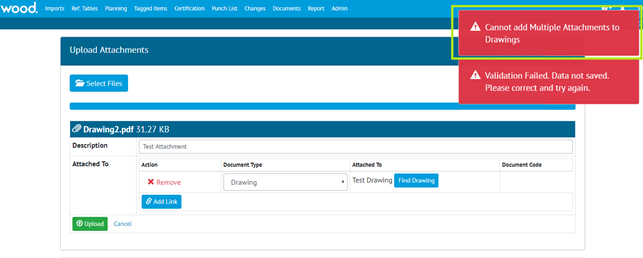 wood. Imports Ref. Tables Planning Tagged Items Certification Punch List Changes Documents Report Admin
Cannot add Multiple Attachments to
Drawings
Validation Failed. Data not saved.
Please correct and try again.
Upload Attachments
Select Files
Drawing2.pdf 31.27 KB
Description Test Attachment
Attached To Action Document Type Attached To Document Code
Remove Drawing Test Drawing Find Drawing
Add Link
Upload Cancel